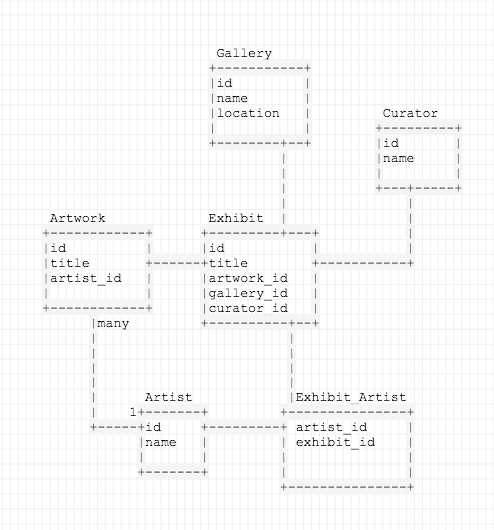 Gallery
id
name
location
Curator
id
name
Artwork
id
title
artist_id
Exhibit
id
title
artwork_id
gallery_id
curator_id
many
Artist
1
id
name
Exhibit_Artist
artist_id
exhibit_id